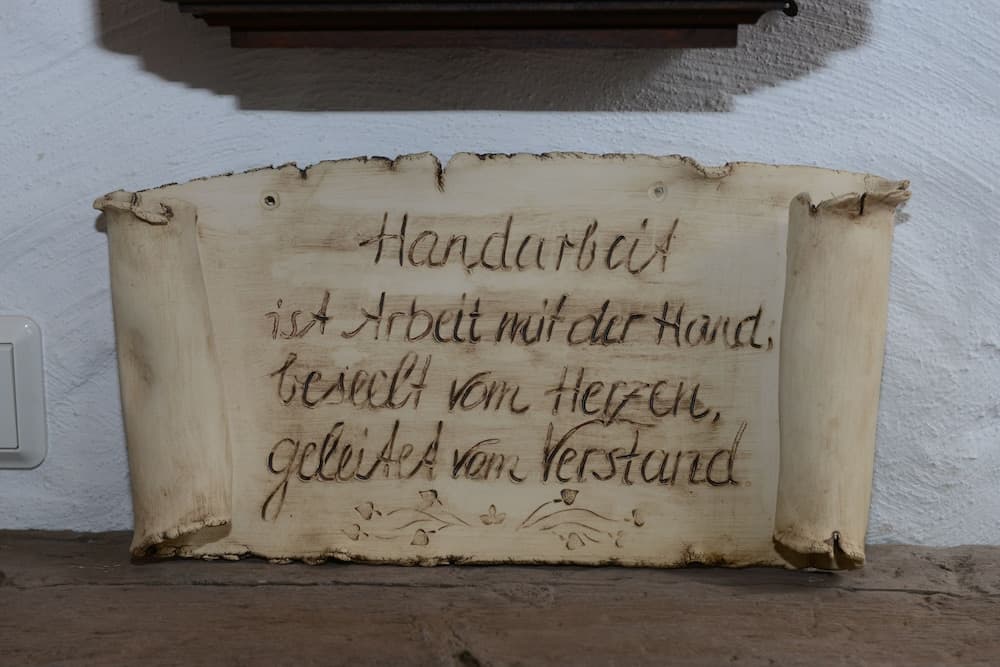 Handarbeit
ist Arbeit mit der Hand,
beseelt vom Herzen,
geleitet vom Verstand